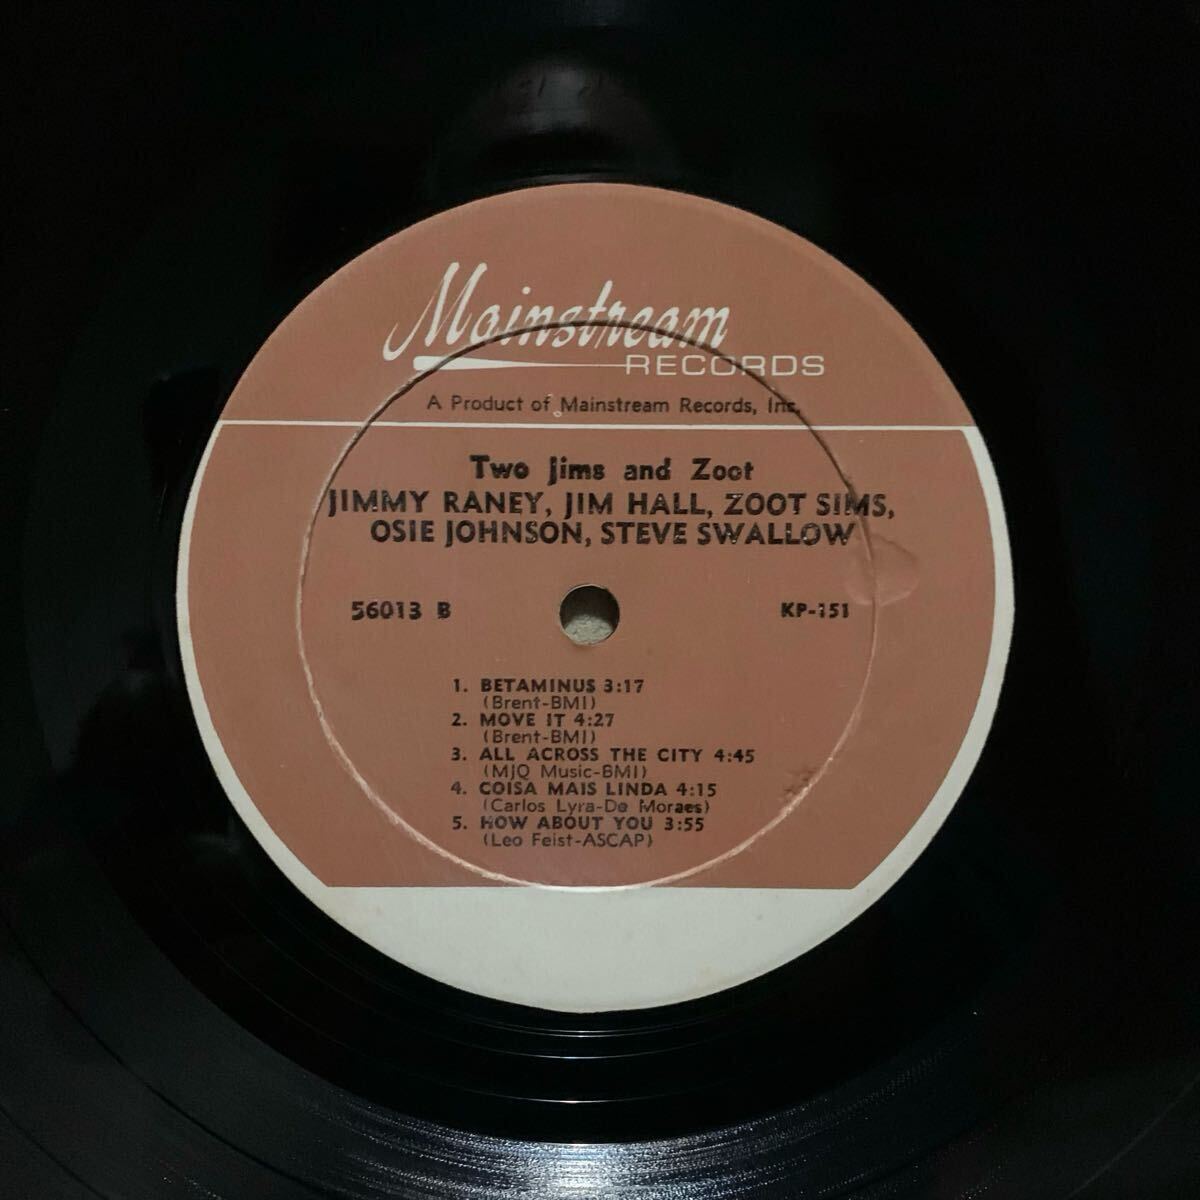 Mainstream
RECORDS
A Product of Mainstream Records, Inc.
Two Jims and Zoot
JIMMY RANEY, JIM HALL, ZOOT SIMS,
OSIE JOHNSON, STEVE SWALLOW
56013 B KP-151
1. BETAMINUS 3:17
(Brent-BMI)
2. MOVE IT 4:27
(Brent-BMI)
3. ALL ACROSS THE CITY 4:45
(MJQ Music-BMI)
4. COISA MAIS LINDA 4:15
(Carlos Lyra-De Moraes)
5. HOW ABOUT YOU 3:55
(Leo Feist-ASCAP)